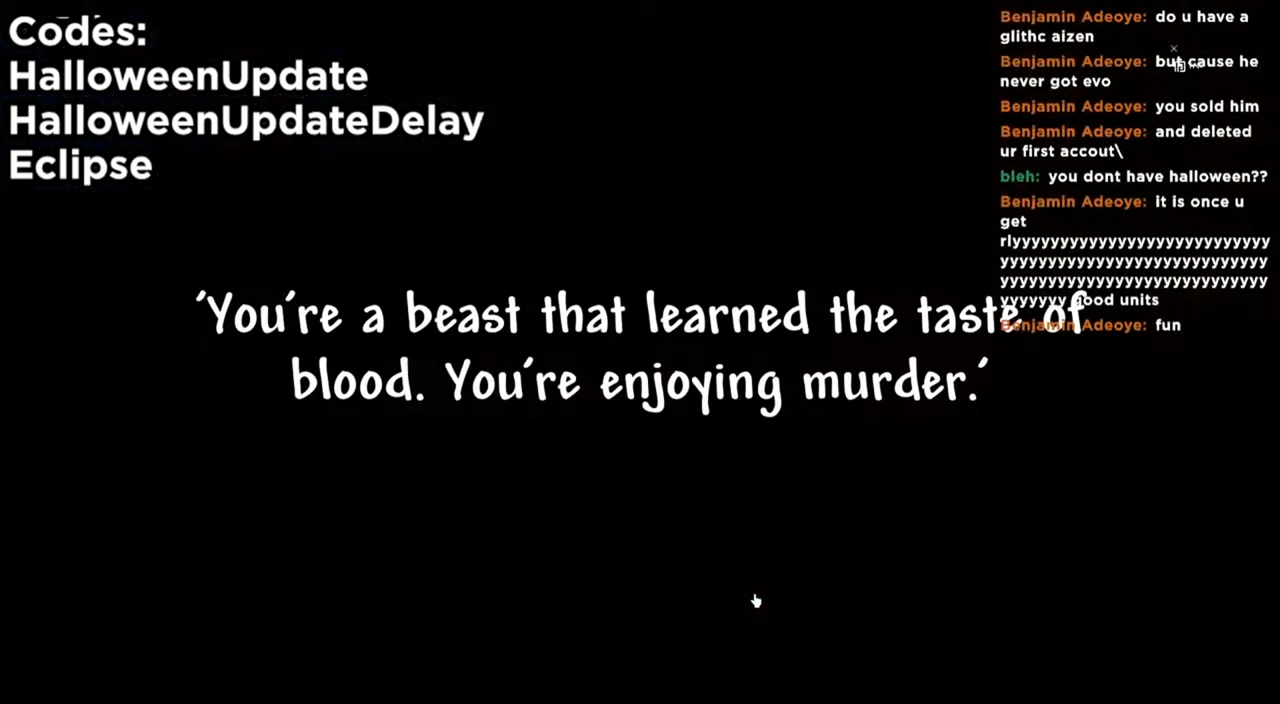 Codes:
HalloweenUpdate
HalloweenUpdateDelay
Eclipse
'You're a beast that learned the taste of
blood. You're enjoying murder.'
Benjamin Adeoye: do u have a
glithc aizen
Benjamin Adeoye: but cause he
never got evo
Benjamin Adeoye: you sold him
Benjamin Adeoye: and deleted
ur first accout\
bleh: you dont have halloween??
Benjamin Adeoye: it is once u
get
rlyyyyyyyyyyyyyyyyyyyyyyyyyyy
yyyyyyyyyyyyyyyyyyyyyyyyyyyy
yyyyyyyyyyyyyyyyyyyyyyyyyyyy
yyyyyyy good units
Benjamin Adeoye: fun